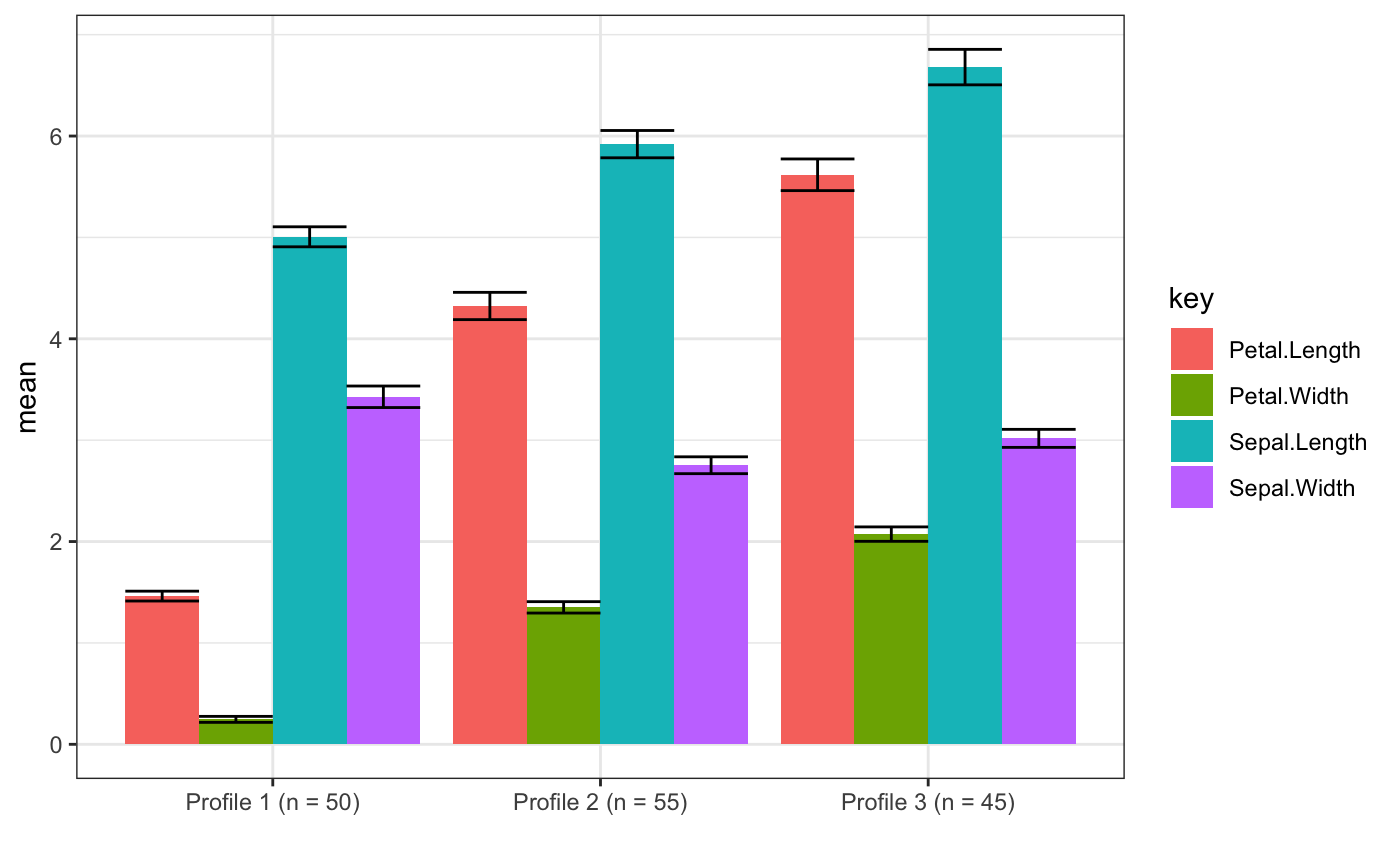 mean
6
4
2
0
Profile 1 (n = 50)
Profile 2 (n = 55)
Profile 3 (n = 45)
key
Petal.Length
Petal.Width
Sepal.Length
Sepal.Width